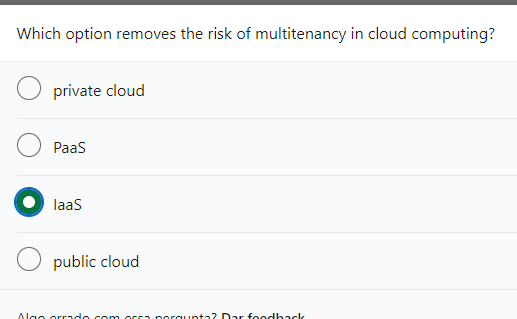 Which option removes the risk of multitenancy in cloud computing?
private cloud
PaaS
IaaS
public cloud
Algo errado com essa pergunta? Dar feedback